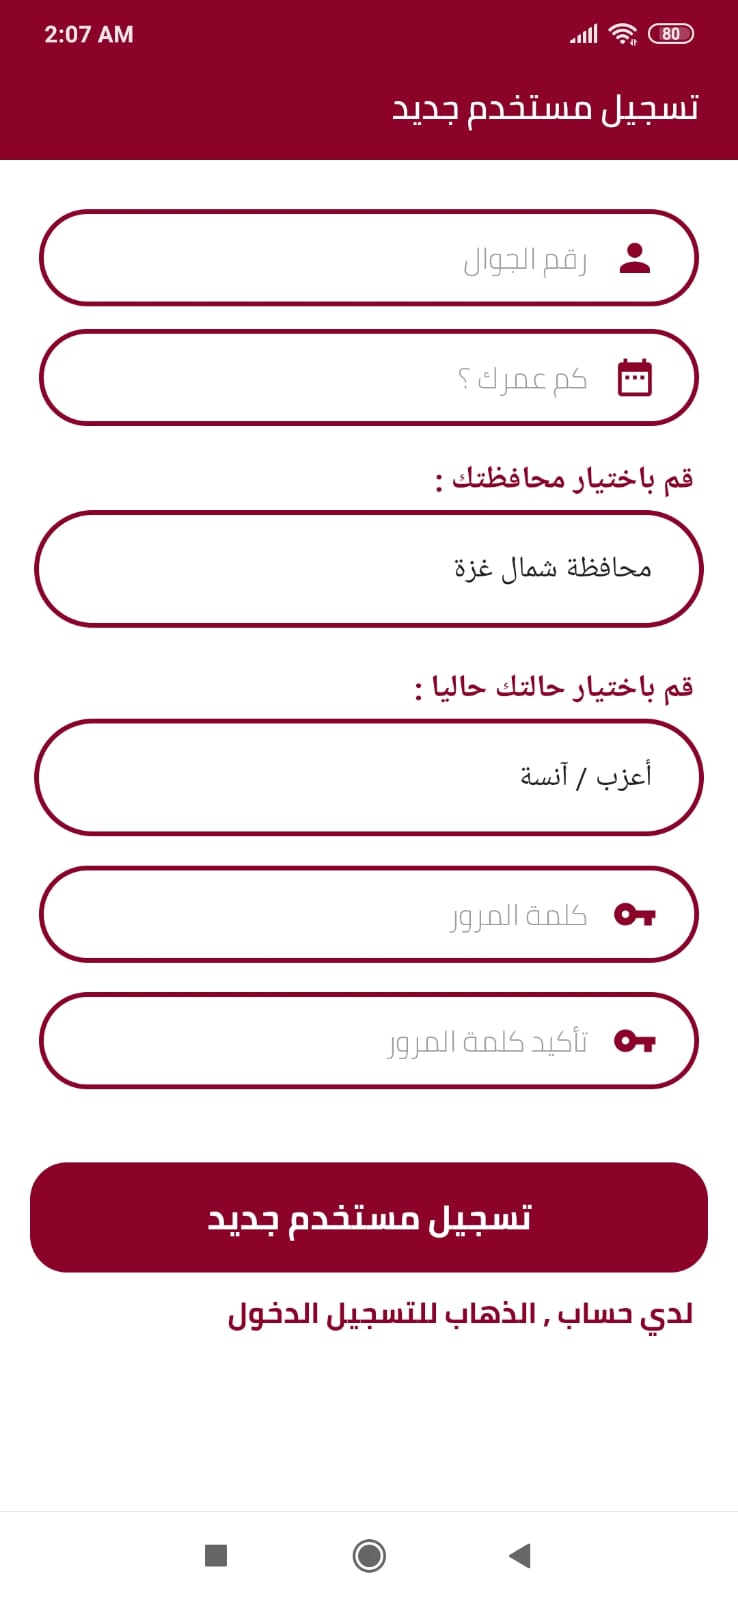 2:07 AM
80
تسجيل مستخدم جديد
رقم الجوال
كم عمرك ؟
قم باختيار محافظتك :
محافظة شمال غزة
قم باختيار حالتك حاليا :
أعزب / آنسة
كلمة المرور
تأكيد كلمة المرور
تسجيل مستخدم جديد
لدي حساب , الذهاب للتسجيل الدخول